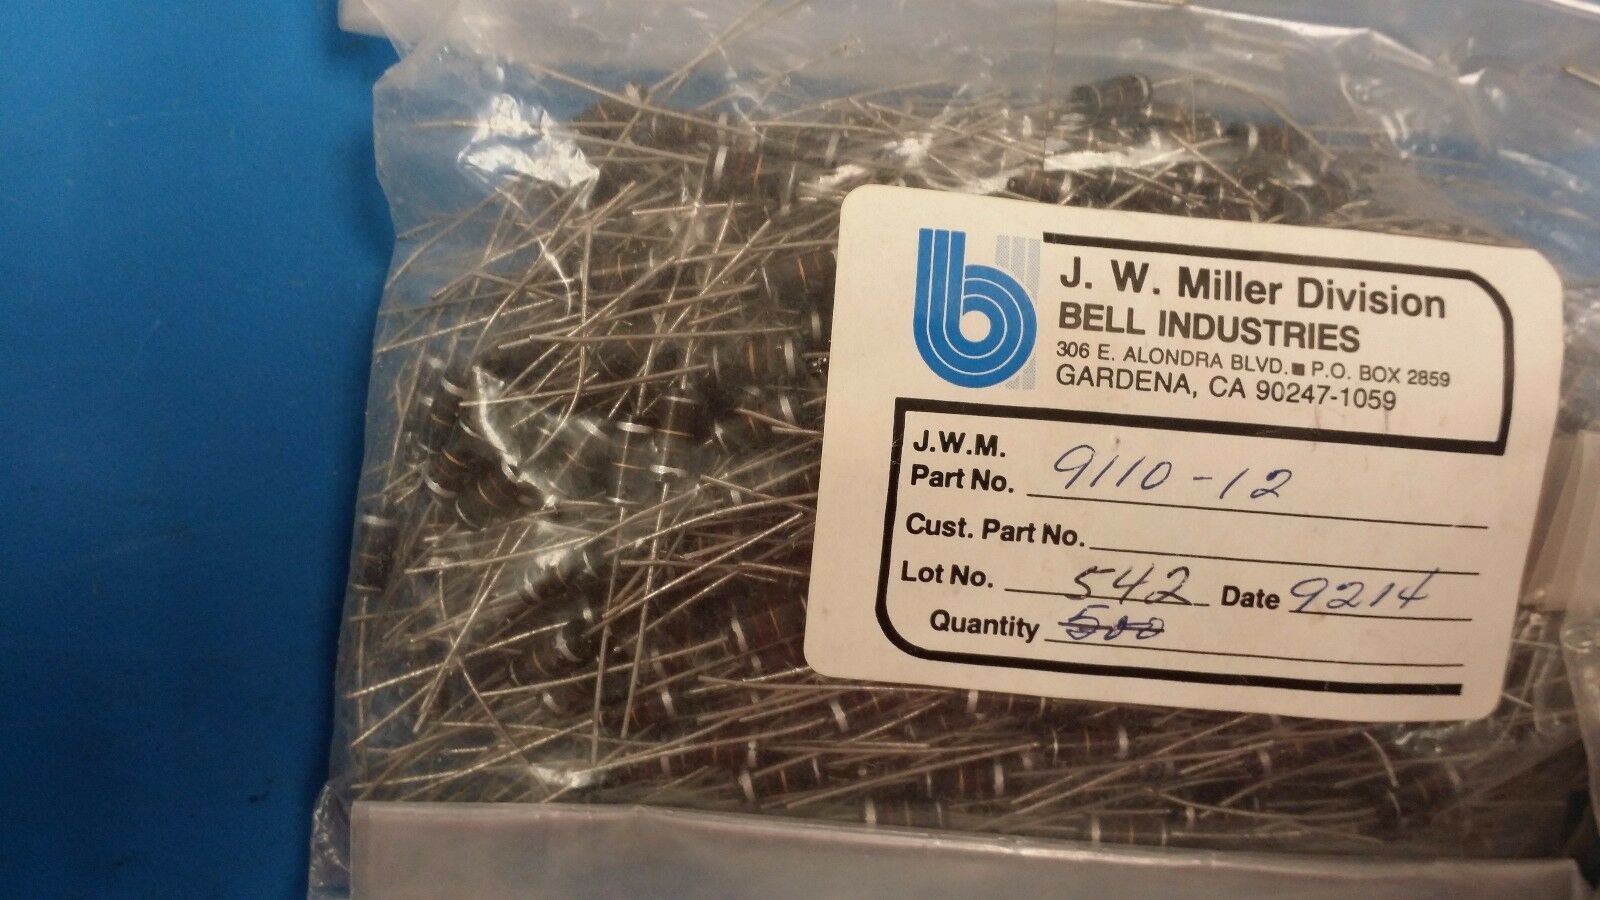 b
J. W. Miller Division
BELL INDUSTRIES
306 E. ALONDRA BLVD. ■ P.O. BOX 2859
GARDENA, CA 90247-1059
J.W.M.
Part No. 9110-12
Cust. Part No.
Lot No. 542 Date 9214
Quantity 500